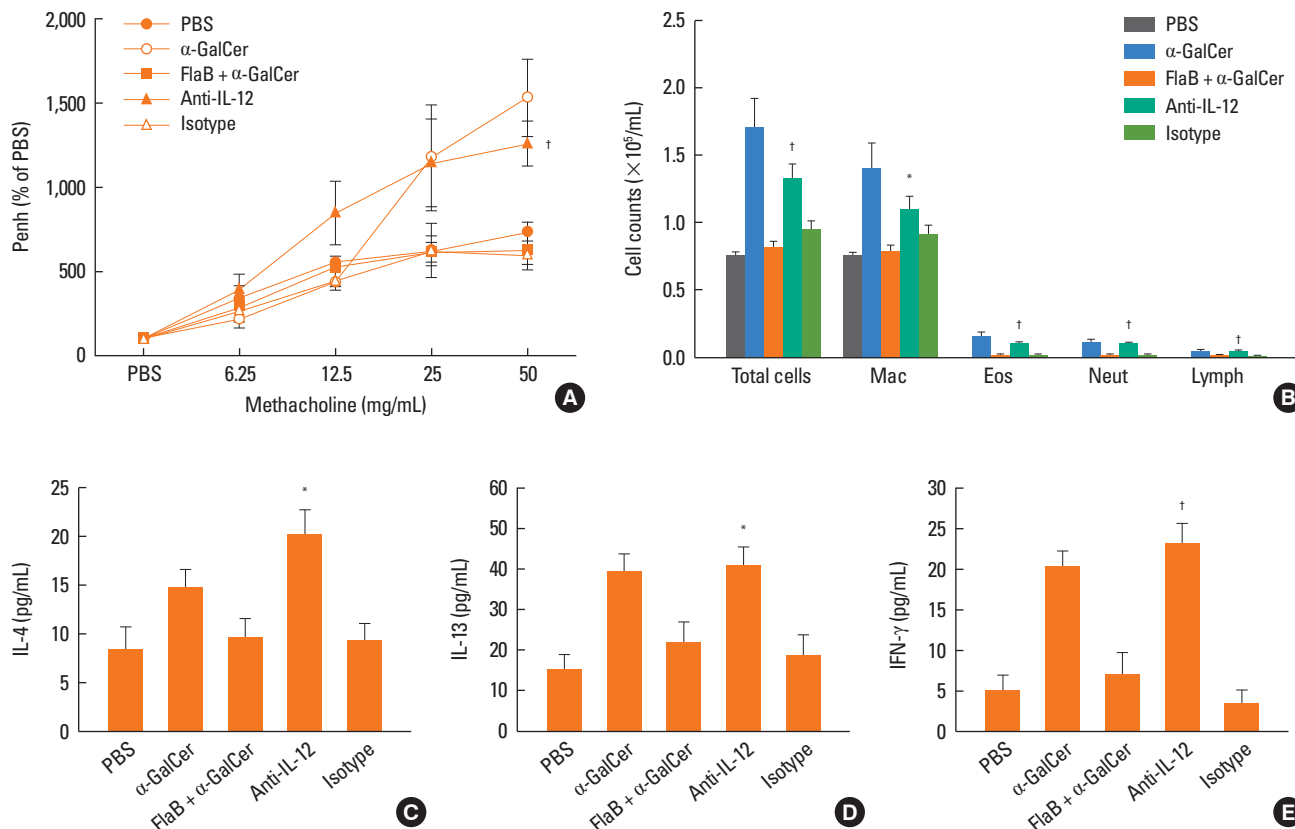 2,000
1,500
1,000
500
0
Penh (% of PBS)
PBS
α-GalCer
FlaB + α-GalCer
Anti-IL-12
Isotype
†
PBS 6.25 12.5 25 50
Methacholine (mg/mL)
A
2.5
2.0
1.5
1.0
0.5
0.0
Cell counts (×10⁵/mL)
PBS
α-GalCer
FlaB + α-GalCer
Anti-IL-12
Isotype
† * † † †
Total cells Mac Eos Neut Lymph
B
25
20
15
10
5
0
IL-4 (pg/mL)
*
PBS α-GalCer FlaB + α-GalCer Anti-IL-12 Isotype
C
60
50
40
30
20
10
0
IL-13 (pg/mL)
*
PBS α-GalCer FlaB + α-GalCer Anti-IL-12 Isotype
D
30
25
20
15
10
5
0
IFN-γ (pg/mL)
†
PBS α-GalCer FlaB + α-GalCer Anti-IL-12 Isotype
E